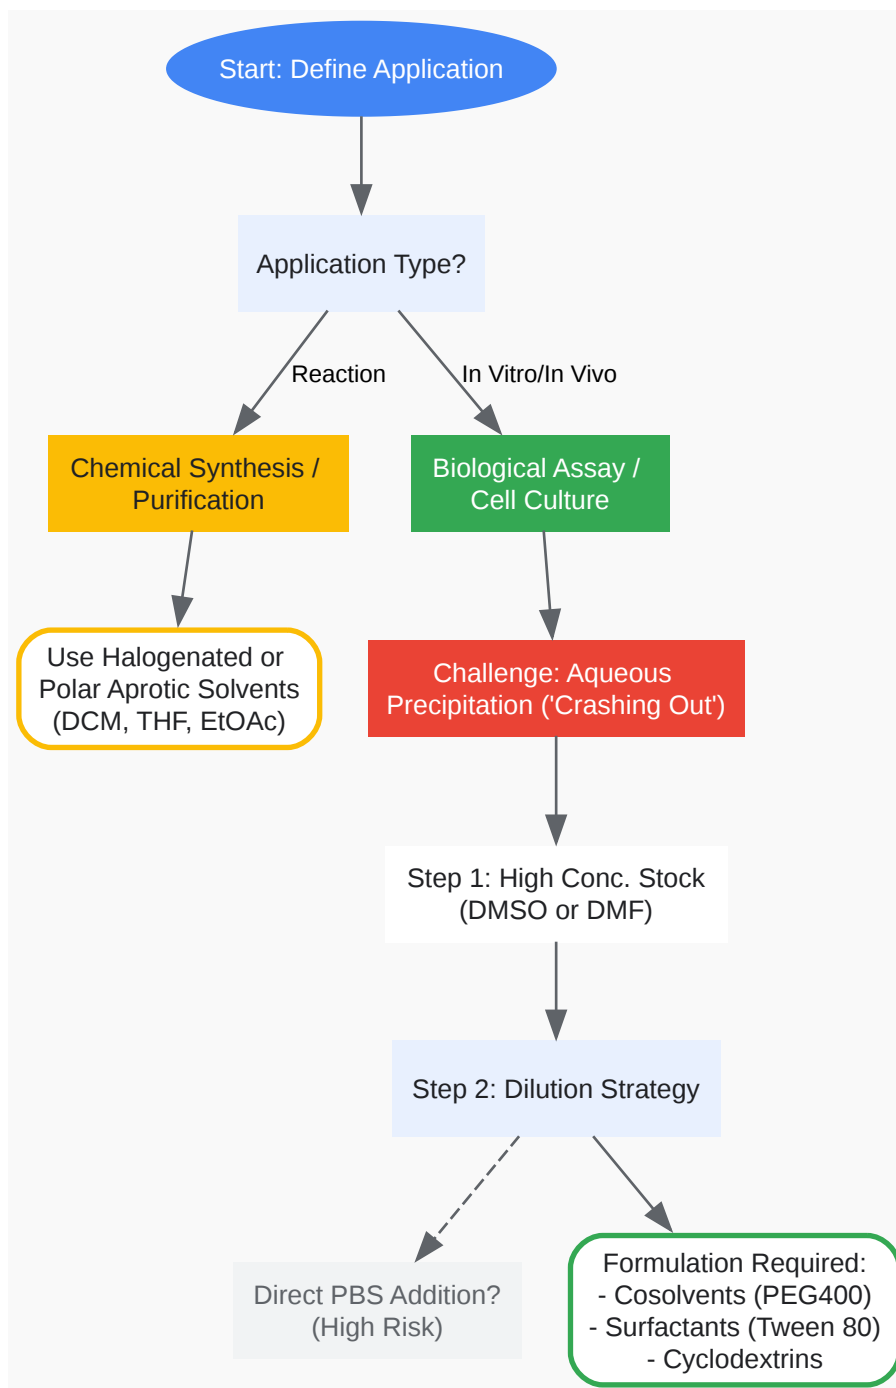 Start: Define Application
Application Type?
Reaction
In Vitro/In Vivo
Chemical Synthesis /
Purification
Biological Assay /
Cell Culture
Use Halogenated or
Polar Aprotic Solvents
(DCM, THF, EtOAc)
Challenge: Aqueous
Precipitation ('Crashing Out')
Step 1: High Conc. Stock
(DMSO or DMF)
Step 2: Dilution Strategy
Direct PBS Addition?
(High Risk)
Formulation Required:
- Cosolvents (PEG400)
- Surfactants (Tween 80)
- Cyclodextrins